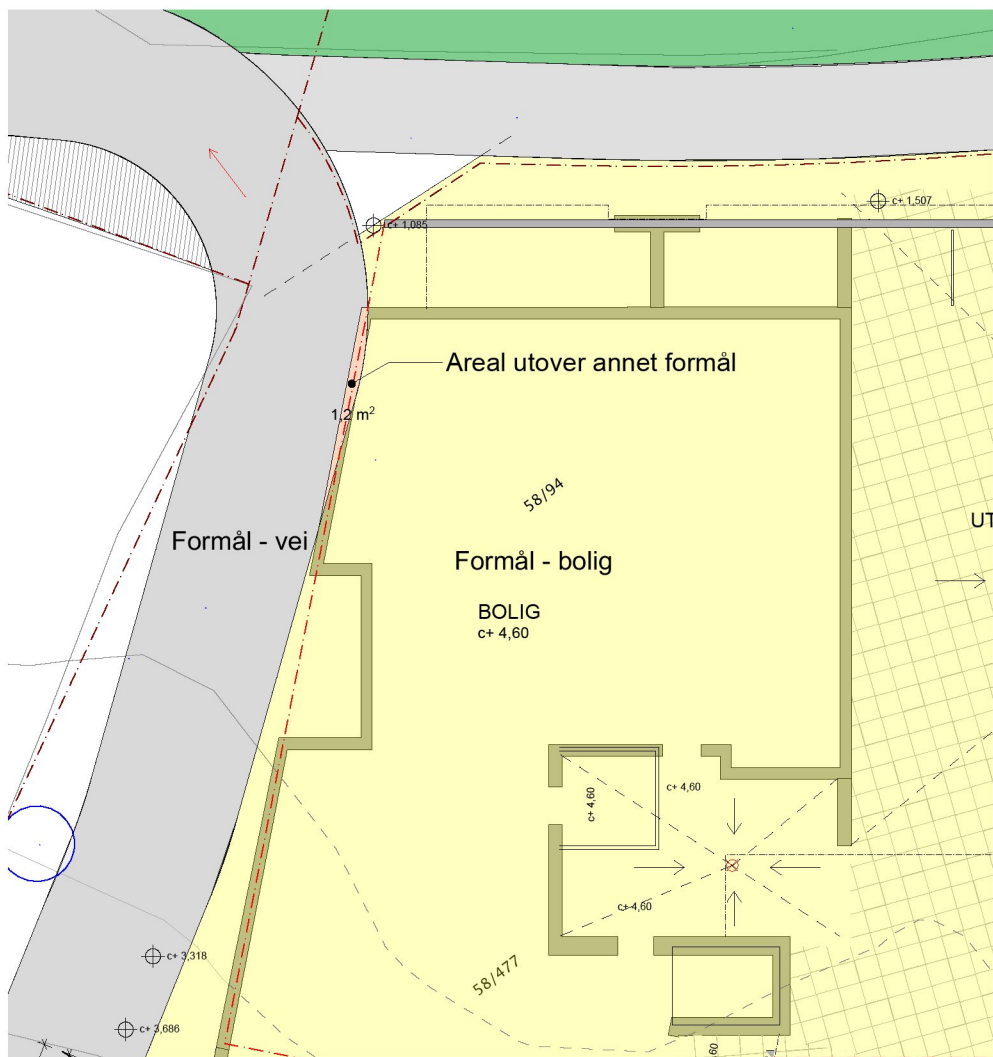 c+ 1,507
c+ 1,085
Areal utover annet formål
1,2 m²
58/94
UT
Formål - vei
Formål - bolig
BOLIG
c+ 4,60
c+ 4,60
c+ 4,60
c+ 4,60
c+ 3,318
58/477
c+ 3,686
,60